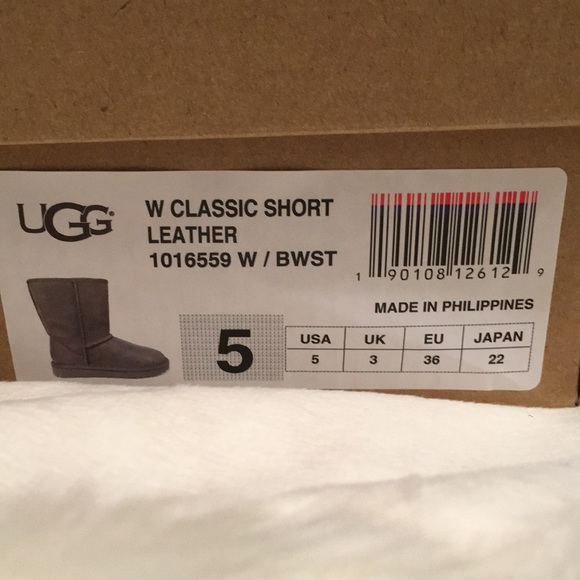 UGG®
W CLASSIC SHORT
LEATHER
1016559 W / BWST
1 90108 12612 9
MADE IN PHILIPPINES
5
USA UK EU JAPAN
5 3 36 22